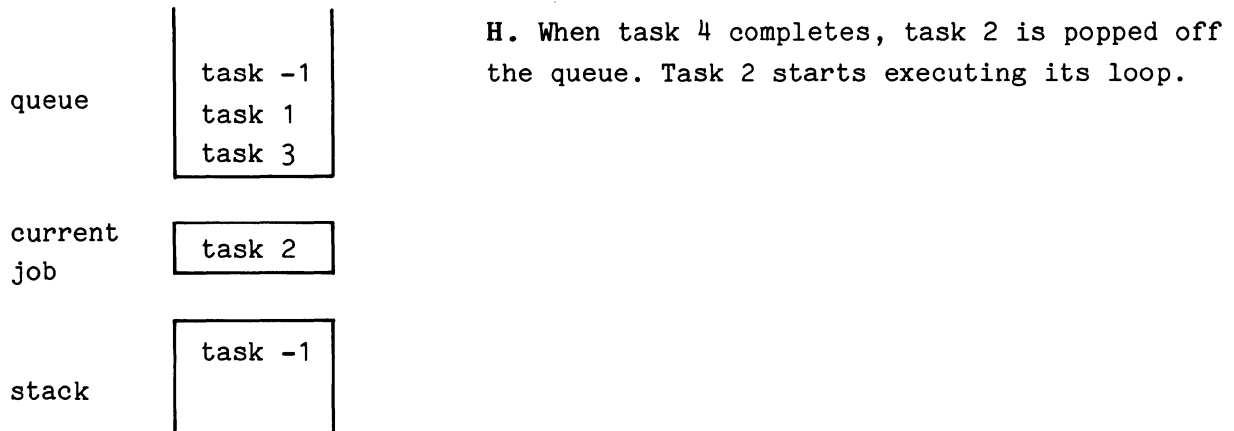 H. When task 4 completes, task 2 is popped off
the queue. Task 2 starts executing its loop.
queue
task -1
task 1
task 3
current
job
task 2
stack
task -1